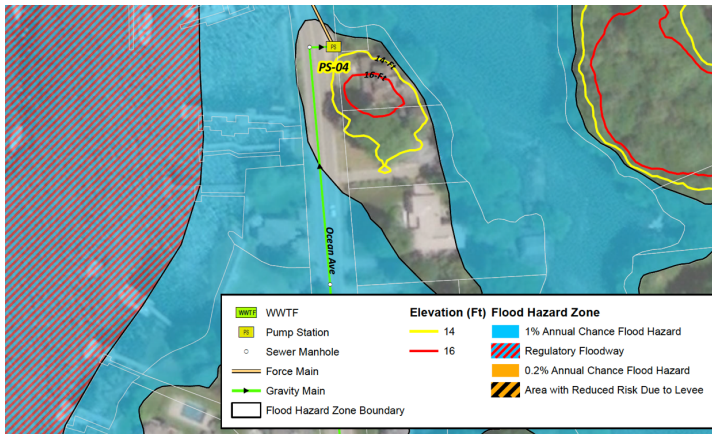 PS
PS-04
14-Ft
16-Ft
Ocean Ave
WWTF WWTF
PS Pump Station
Sewer Manhole
Force Main
Gravity Main
Flood Hazard Zone Boundary
Elevation (Ft)
14
16
Flood Hazard Zone
1% Annual Chance Flood Hazard
Regulatory Floodway
0.2% Annual Chance Flood Hazard
Area with Reduced Risk Due to Levee